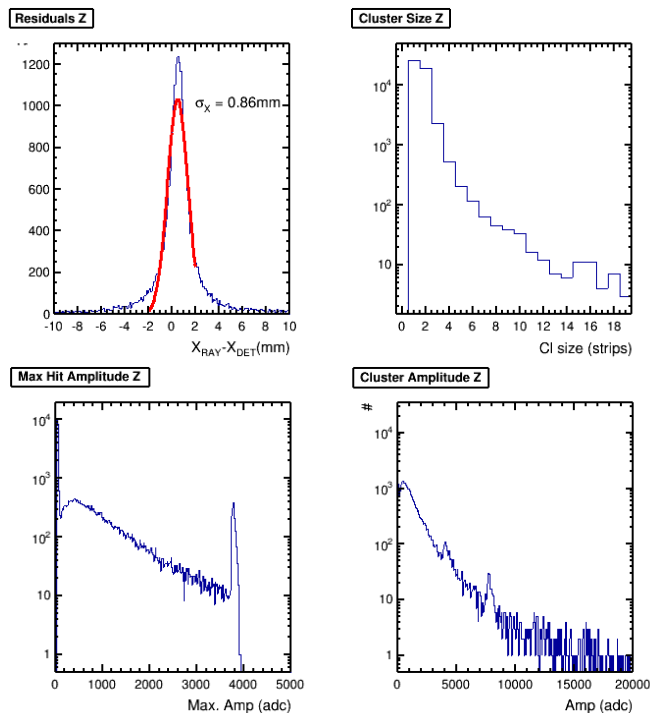 Residuals Z
1200
1000
800
600
400
200
0
σX = 0.86mm
-10 -8 -6 -4 -2 0 2 4 6 8 10
XRAY-XDET(mm)
Cluster Size Z
10^4
10^3
10^2
10
0 2 4 6 8 10 12 14 16 18
Cl size (strips)
Max Hit Amplitude Z
10^4
10^3
10^2
10
1
0 1000 2000 3000 4000 5000
Max. Amp (adc)
Cluster Amplitude Z
#
10^4
10^3
10^2
10
1
0 5000 10000 15000 20000
Amp (adc)